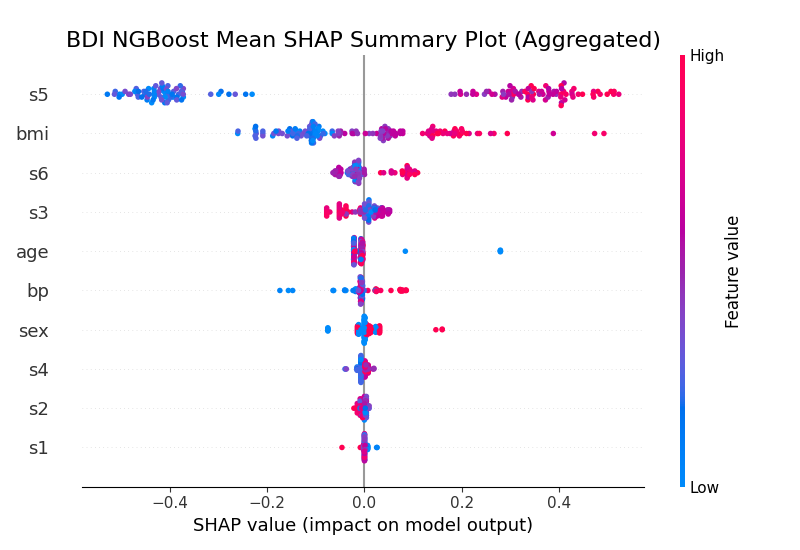 BDI NGBoost Mean SHAP Summary Plot (Aggregated)
High
s5
bmi
s6
s3
age
bp
sex
s4
s2
s1
Feature value
Low
−0.4
−0.2
0.0
0.2
0.4
SHAP value (impact on model output)